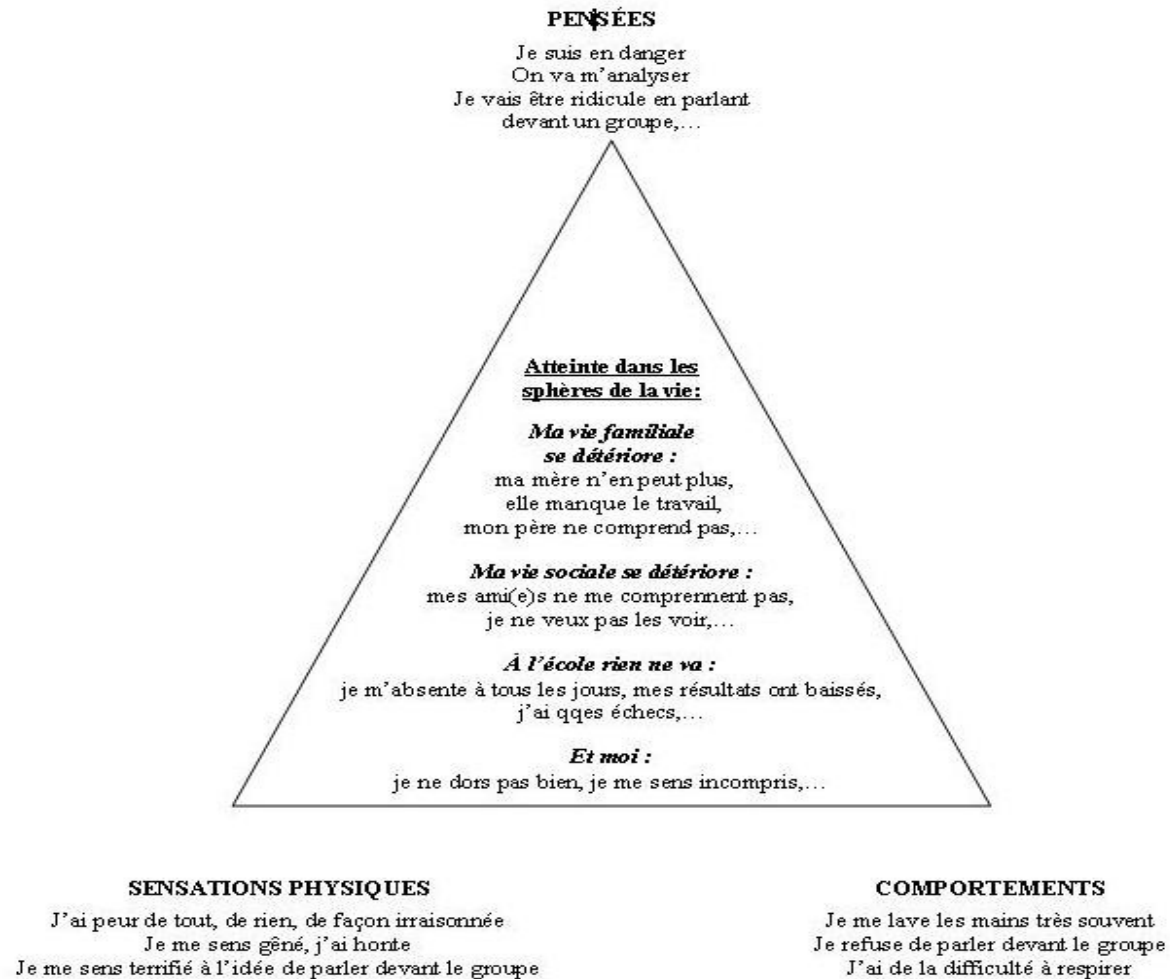 PENSÉES
Je suis en danger
On va m'analyser
Je vais être ridicule en parlant
devant un groupe,…
Atteinte dans les
sphères de la vie:
Ma vie familiale
se détériore :
ma mère n'en peut plus,
elle manque le travail,
mon père ne comprend pas,…
Ma vie sociale se détériore :
mes ami(e)s ne me comprennent pas,
je ne veux pas les voir,…
À l'école rien ne va :
je m'absente à tous les jours, mes résultats ont baissés,
j'ai qqes échecs,…
Et moi :
je ne dors pas bien, je me sens incompris,…
SENSATIONS PHYSIQUES
J'ai peur de tout, de rien, de façon irraisonnée
Je me sens gêné, j'ai honte
Je me sens terrifié à l'idée de parler devant le groupe
COMPORTEMENTS
Je me lave les mains très souvent
Je refuse de parler devant le groupe
J'ai de la difficulté à respirer